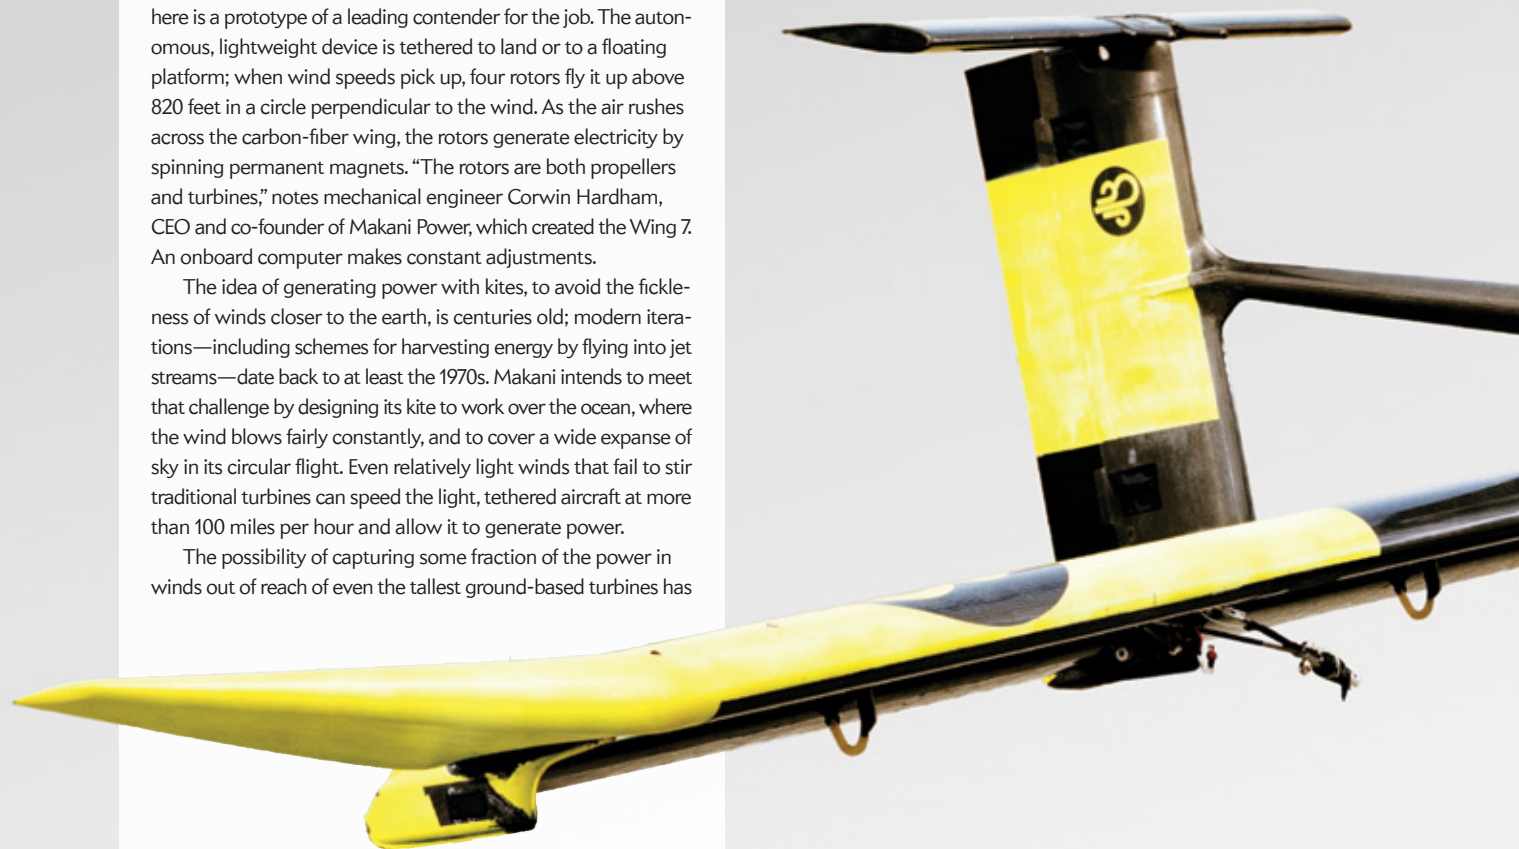 here is a prototype of a leading contender for the job. The auton-
omous, lightweight device is tethered to land or to a floating
platform; when wind speeds pick up, four rotors fly it up above
820 feet in a circle perpendicular to the wind. As the air rushes
across the carbon-fiber wing, the rotors generate electricity by
spinning permanent magnets. “The rotors are both propellers
and turbines,” notes mechanical engineer Corwin Hardham,
CEO and co-founder of Makani Power, which created the Wing 7.
An onboard computer makes constant adjustments.
The idea of generating power with kites, to avoid the fickle-
ness of winds closer to the earth, is centuries old; modern itera-
tions—including schemes for harvesting energy by flying into jet
streams—date back to at least the 1970s. Makani intends to meet
that challenge by designing its kite to work over the ocean, where
the wind blows fairly constantly, and to cover a wide expanse of
sky in its circular flight. Even relatively light winds that fail to stir
traditional turbines can speed the light, tethered aircraft at more
than 100 miles per hour and allow it to generate power.
The possibility of capturing some fraction of the power in
winds out of reach of even the tallest ground-based turbines has